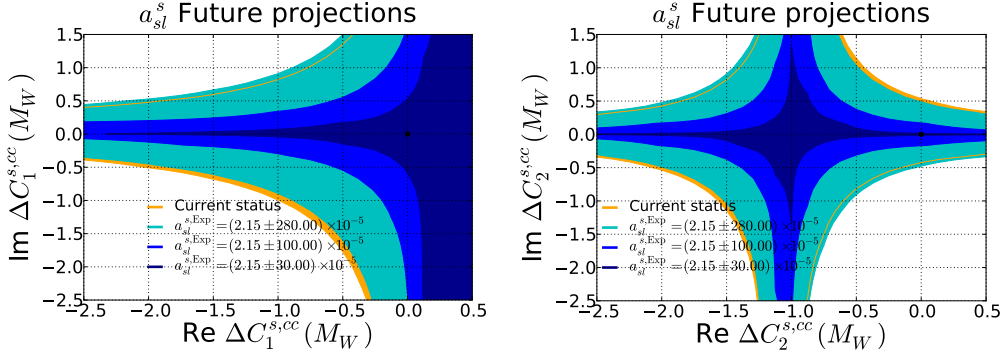 a_{sl}^{s} Future projections
Im ΔC_1^{s,cc} (M_W)
1.5
1.0
0.5
0.0
−0.5
−1.0
−1.5
−2.0
−2.5
Current status
a_{sl}^{s,Exp} = (2.15 ± 280.00) × 10^{-5}
a_{sl}^{s,Exp} = (2.15 ± 100.00) × 10^{-5}
a_{sl}^{s,Exp} = (2.15 ± 30.00) × 10^{-5}
−2.5 −2.0 −1.5 −1.0 −0.5 0.0 0.5
Re ΔC_1^{s,cc} (M_W)
a_{sl}^{s} Future projections
Im ΔC_2^{s,cc} (M_W)
1.5
1.0
0.5
0.0
−0.5
−1.0
−1.5
−2.0
−2.5
Current status
a_{sl}^{s,Exp} = (2.15 ± 280.00) × 10^{-5}
a_{sl}^{s,Exp} = (2.15 ± 100.00) × 10^{-5}
a_{sl}^{s,Exp} = (2.15 ± 30.00) × 10^{-5}
−2.5 −2.0 −1.5 −1.0 −0.5 0.0 0.5
Re ΔC_2^{s,cc} (M_W)